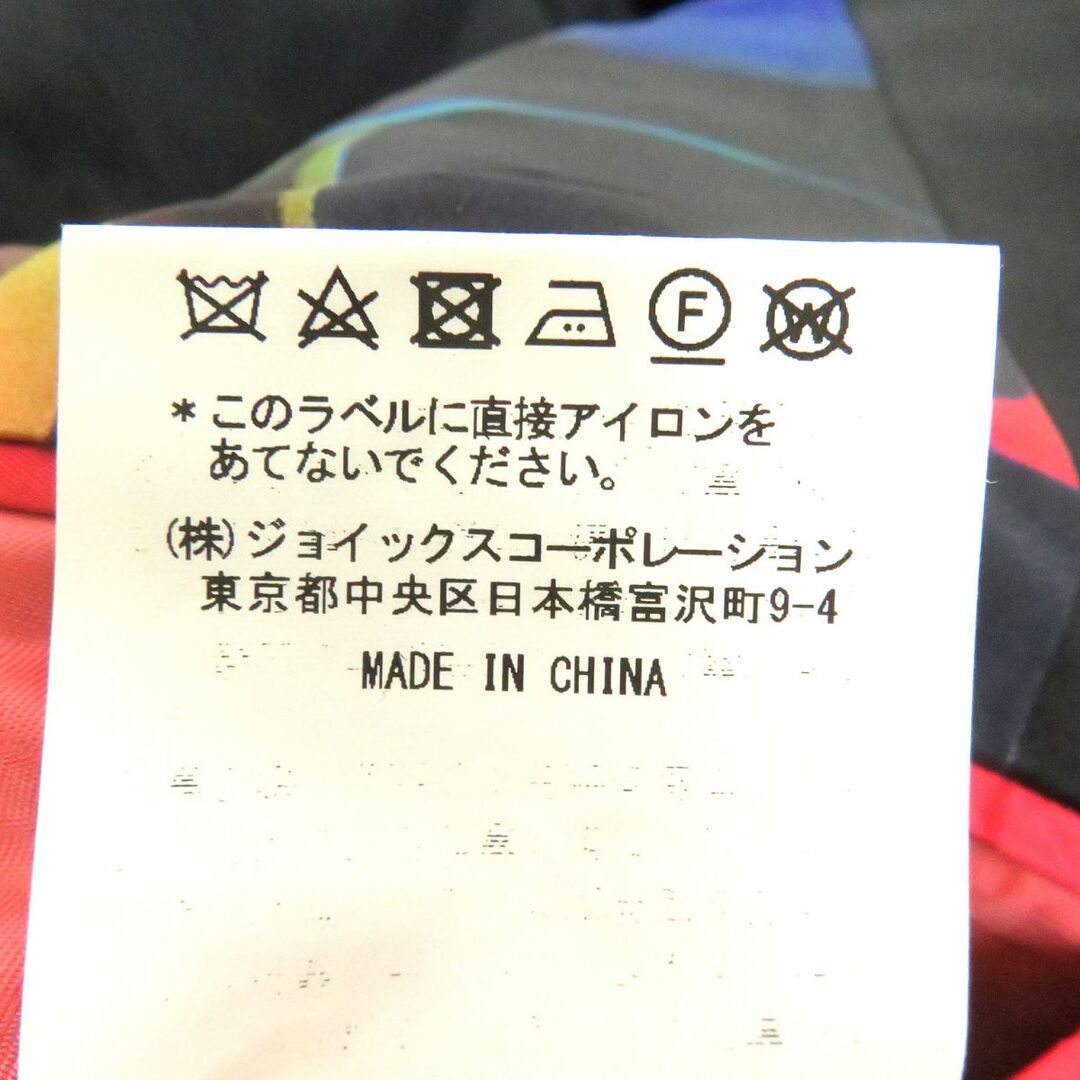 F W
*このラベルに直接アイロンを
あてないでください。
(株)ジョイックスコーポレーション
東京都中央区日本橋富沢町9-4
MADE IN CHINA